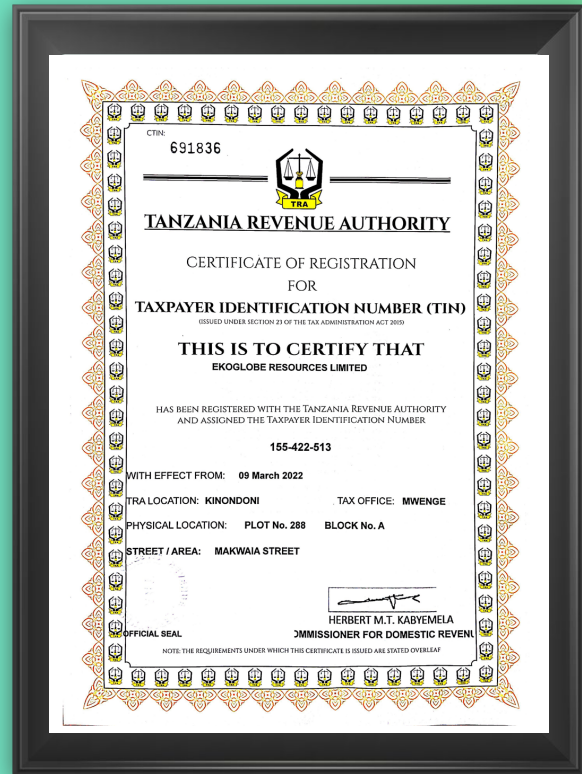 CTIN:
691836
TRA
TANZANIA REVENUE AUTHORITY
CERTIFICATE OF REGISTRATION
FOR
TAXPAYER IDENTIFICATION NUMBER (TIN)
(ISSUED UNDER SECTION 23 OF THE TAX ADMINISTRATION ACT 2015)
THIS IS TO CERTIFY THAT
EKOGLOBE RESOURCES LIMITED
HAS BEEN REGISTERED WITH THE TANZANIA REVENUE AUTHORITY
AND ASSIGNED THE TAXPAYER IDENTIFICATION NUMBER
155-422-513
WITH EFFECT FROM: 09 March 2022
TRA LOCATION: KINONDONI TAX OFFICE: MWENGE
PHYSICAL LOCATION: PLOT No. 288 BLOCK No. A
STREET / AREA: MAKWAIA STREET
HERBERT M.T. KABYEMELA
OFFICIAL SEAL OMMISSIONER FOR DOMESTIC REVENU
NOTE: THE REQUIREMENTS UNDER WHICH THIS CERTIFICATE IS ISSUED ARE STATED OVERLEAF